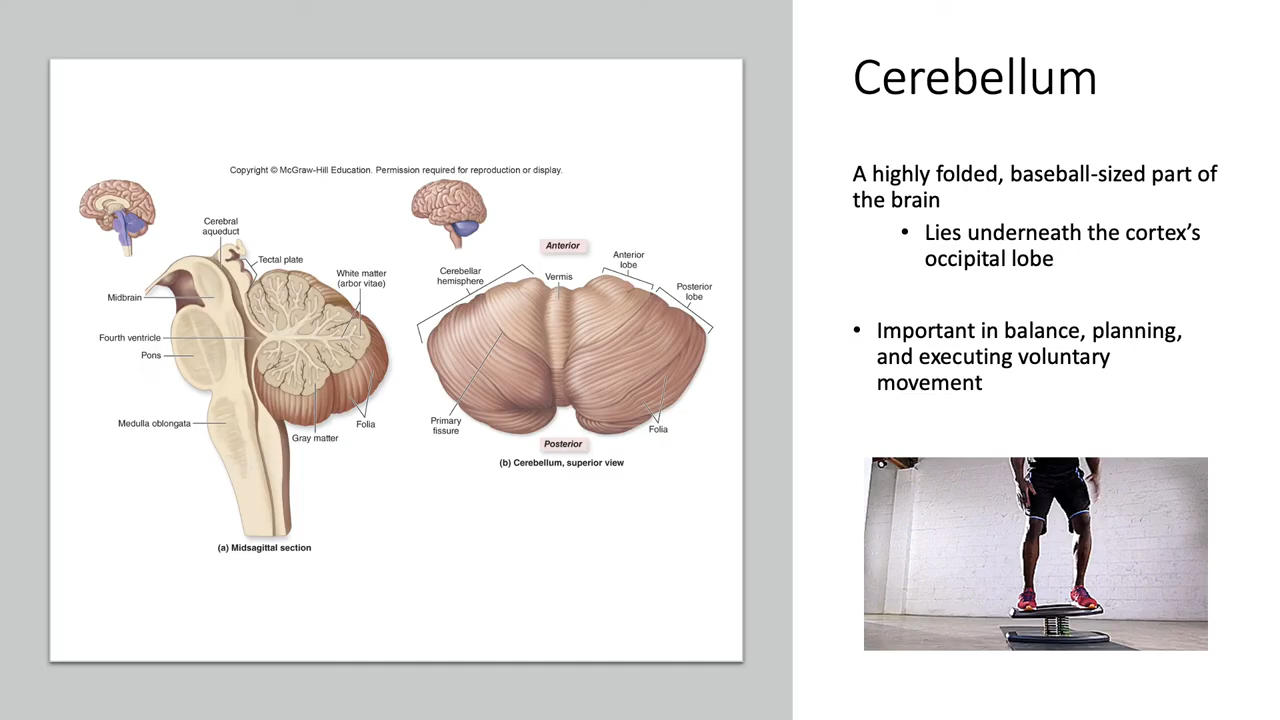 Copyright © McGraw-Hill Education. Permission required for reproduction or display.
Cerebral
aqueduct
Tectal plate
White matter
(arbor vitae)
Midbrain
Fourth ventricle
Pons
Medulla oblongata
Folia
Gray matter
(a) Midsagittal section
Anterior
Cerebellar
hemisphere
Vermis
Anterior
lobe
Posterior
lobe
Primary
fissure
Folia
Posterior
(b) Cerebellum, superior view
Cerebellum
A highly folded, baseball-sized part of
the brain
• Lies underneath the cortex’s
occipital lobe
• Important in balance, planning,
and executing voluntary
movement